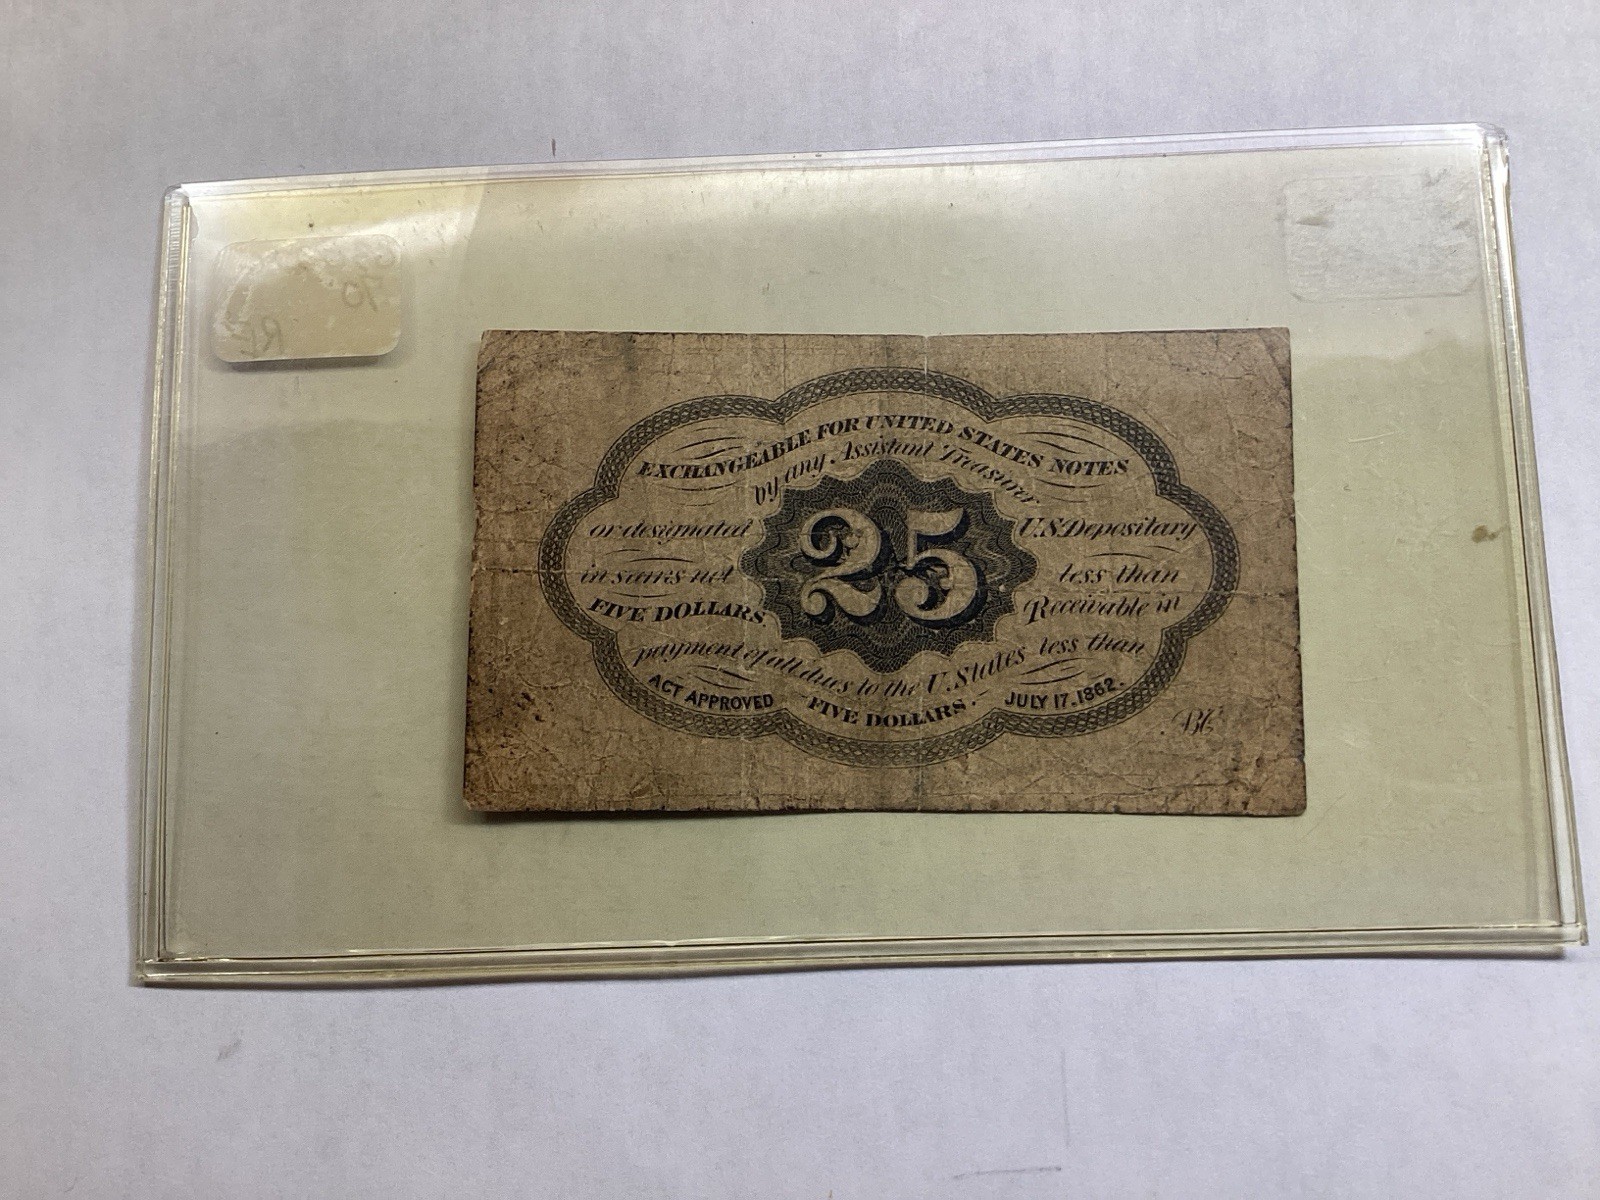 EXCHANGEABLE FOR UNITED STATES NOTES
by any Assistant Treasurer
or designated U.S. Depositary
in sums not less than
FIVE DOLLARS. Receivable in
payment of all dues to the U. States less than
FIVE DOLLARS.
ACT APPROVED JULY 17. 1862.
25